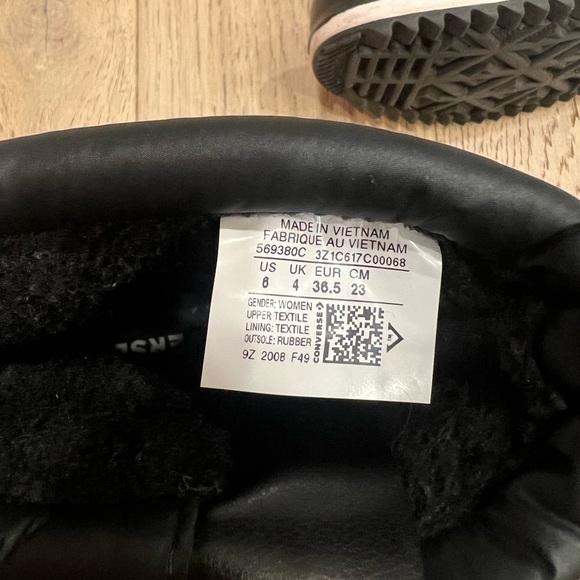 MADE IN VIETNAM
FABRIQUE AU VIETNAM
569380C 3Z1C617C00068
US UK EUR CM
6 4 36.5 23
GENDER: WOMEN
UPPER TEXTILE
LINING: TEXTILE
OUTSOLE: RUBBER
CONVERSE
9Z 2008 F49